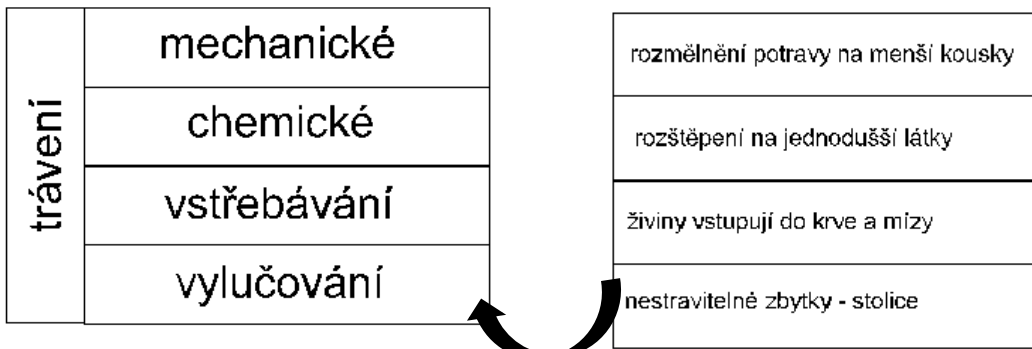 trávení
mechanické
chemické
vstřebávání
vylučování
rozmělnění potravy na menší kousky
rozštěpení na jednodušší látky
živiny vstupují do krve a mízy
nestravitelné zbytky - stolice